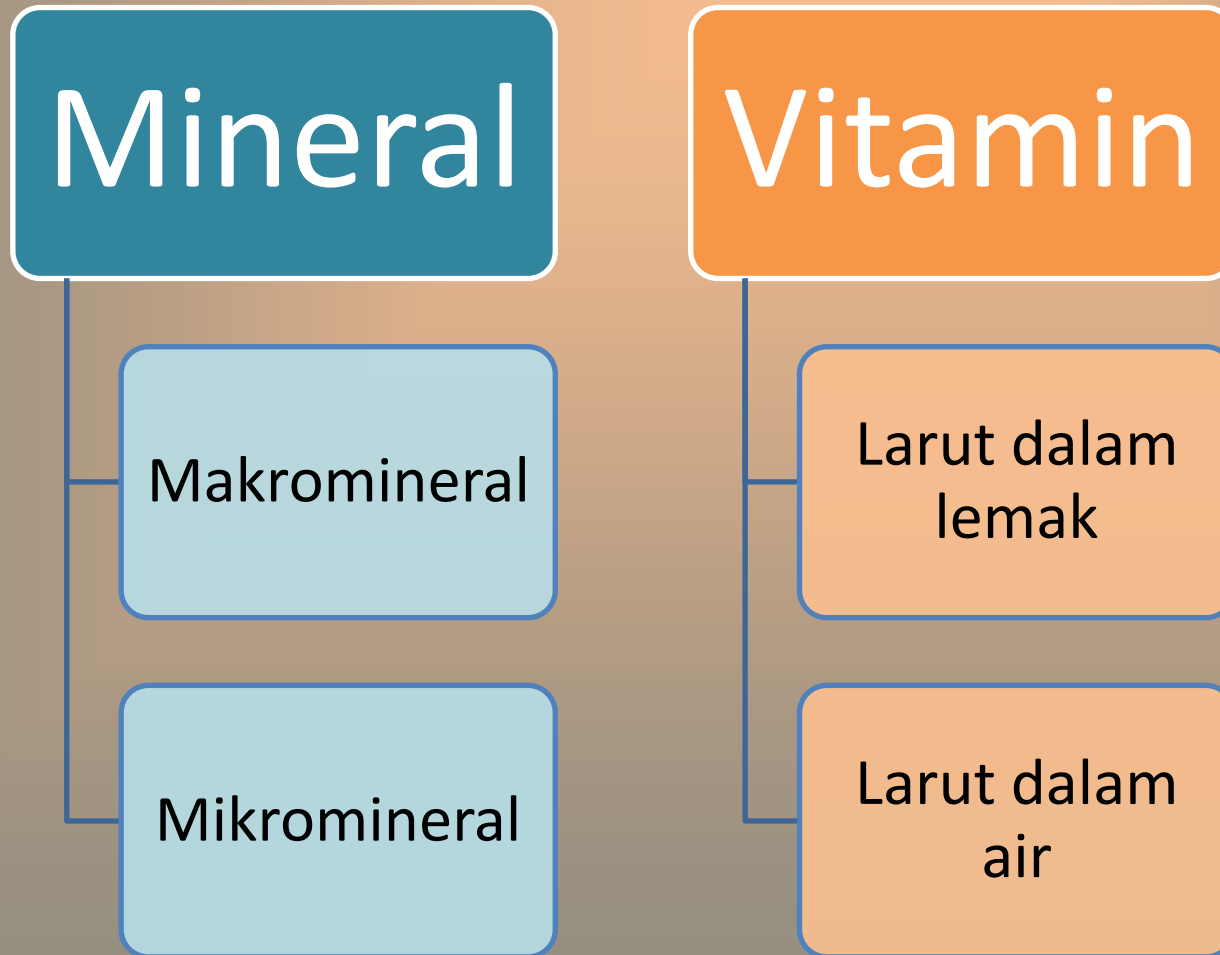 Mineral
Makromineral
Mikromineral
Vitamin
Larut dalam
lemak
Larut dalam
air